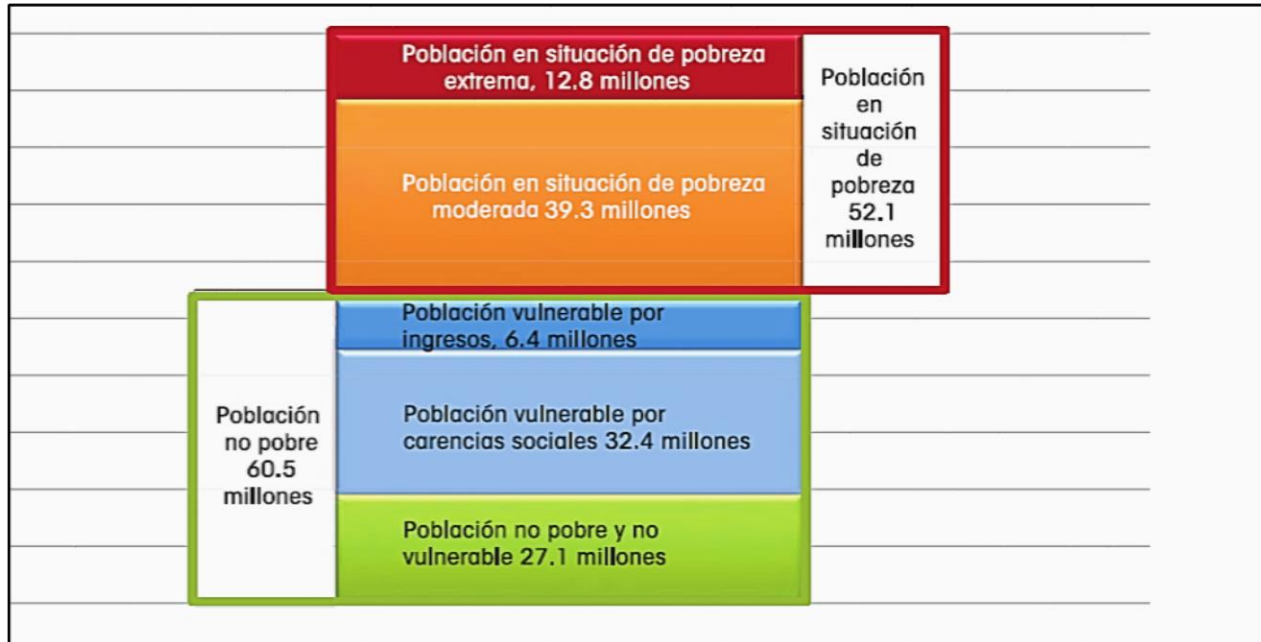 Población en situación de pobreza
extrema, 12.8 millones
Población en situación de pobreza
moderada 39.3 millones
Población
en
situación
de
pobreza
52.1
millones
Población
no pobre
60.5
millones
Población vulnerable por
ingresos, 6.4 millones
Población vulnerable por
carencias sociales 32.4 millones
Población no pobre y no
vulnerable 27.1 millones